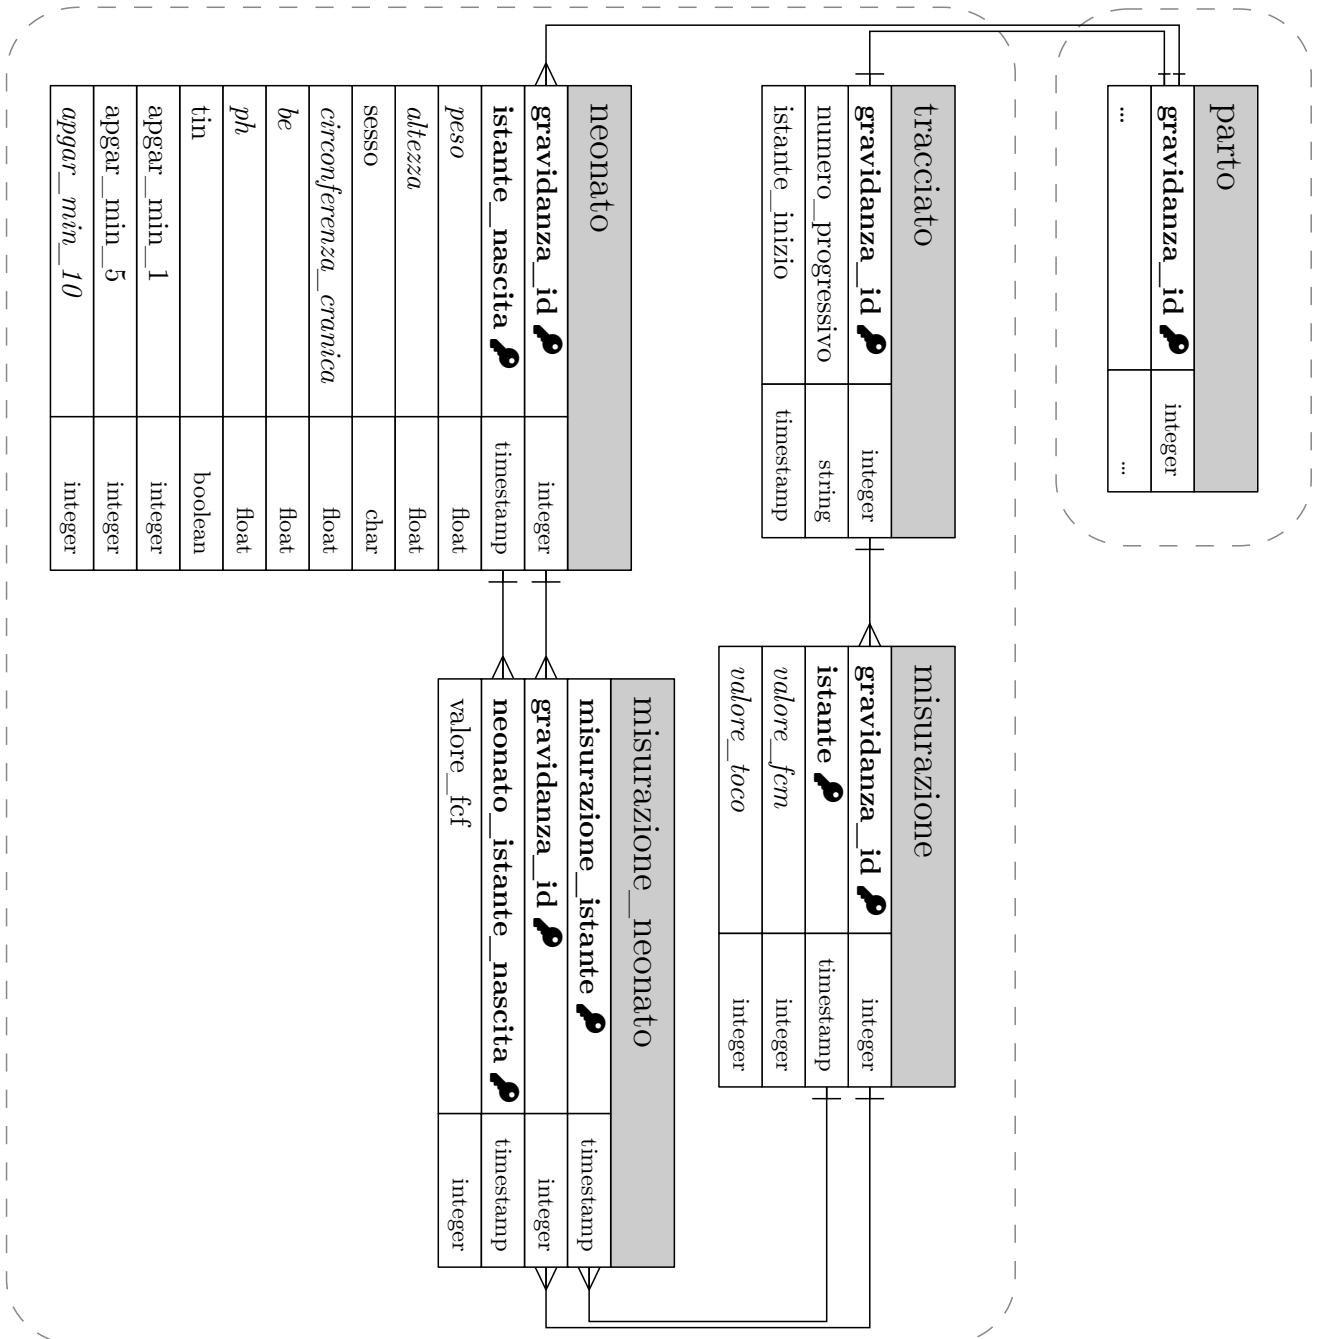 parto
gravidanza_id integer
... ...
tracciato
gravidanza_id integer
numero_progressivo string
istante_inizio timestamp
misurazione
gravidanza_id integer
istante timestamp
valore_fcm integer
valore_toco integer
neonato
gravidanza_id integer
istante_nascita timestamp
peso float
altezza float
sesso char
circonferenza_cranica float
be float
ph float
tin boolean
apgar_min_1 integer
apgar_min_5 integer
apgar_min_10 integer
misurazione_neonato
misurazione_istante timestamp
gravidanza_id integer
neonato_istante_nascita timestamp
valore_fcf integer